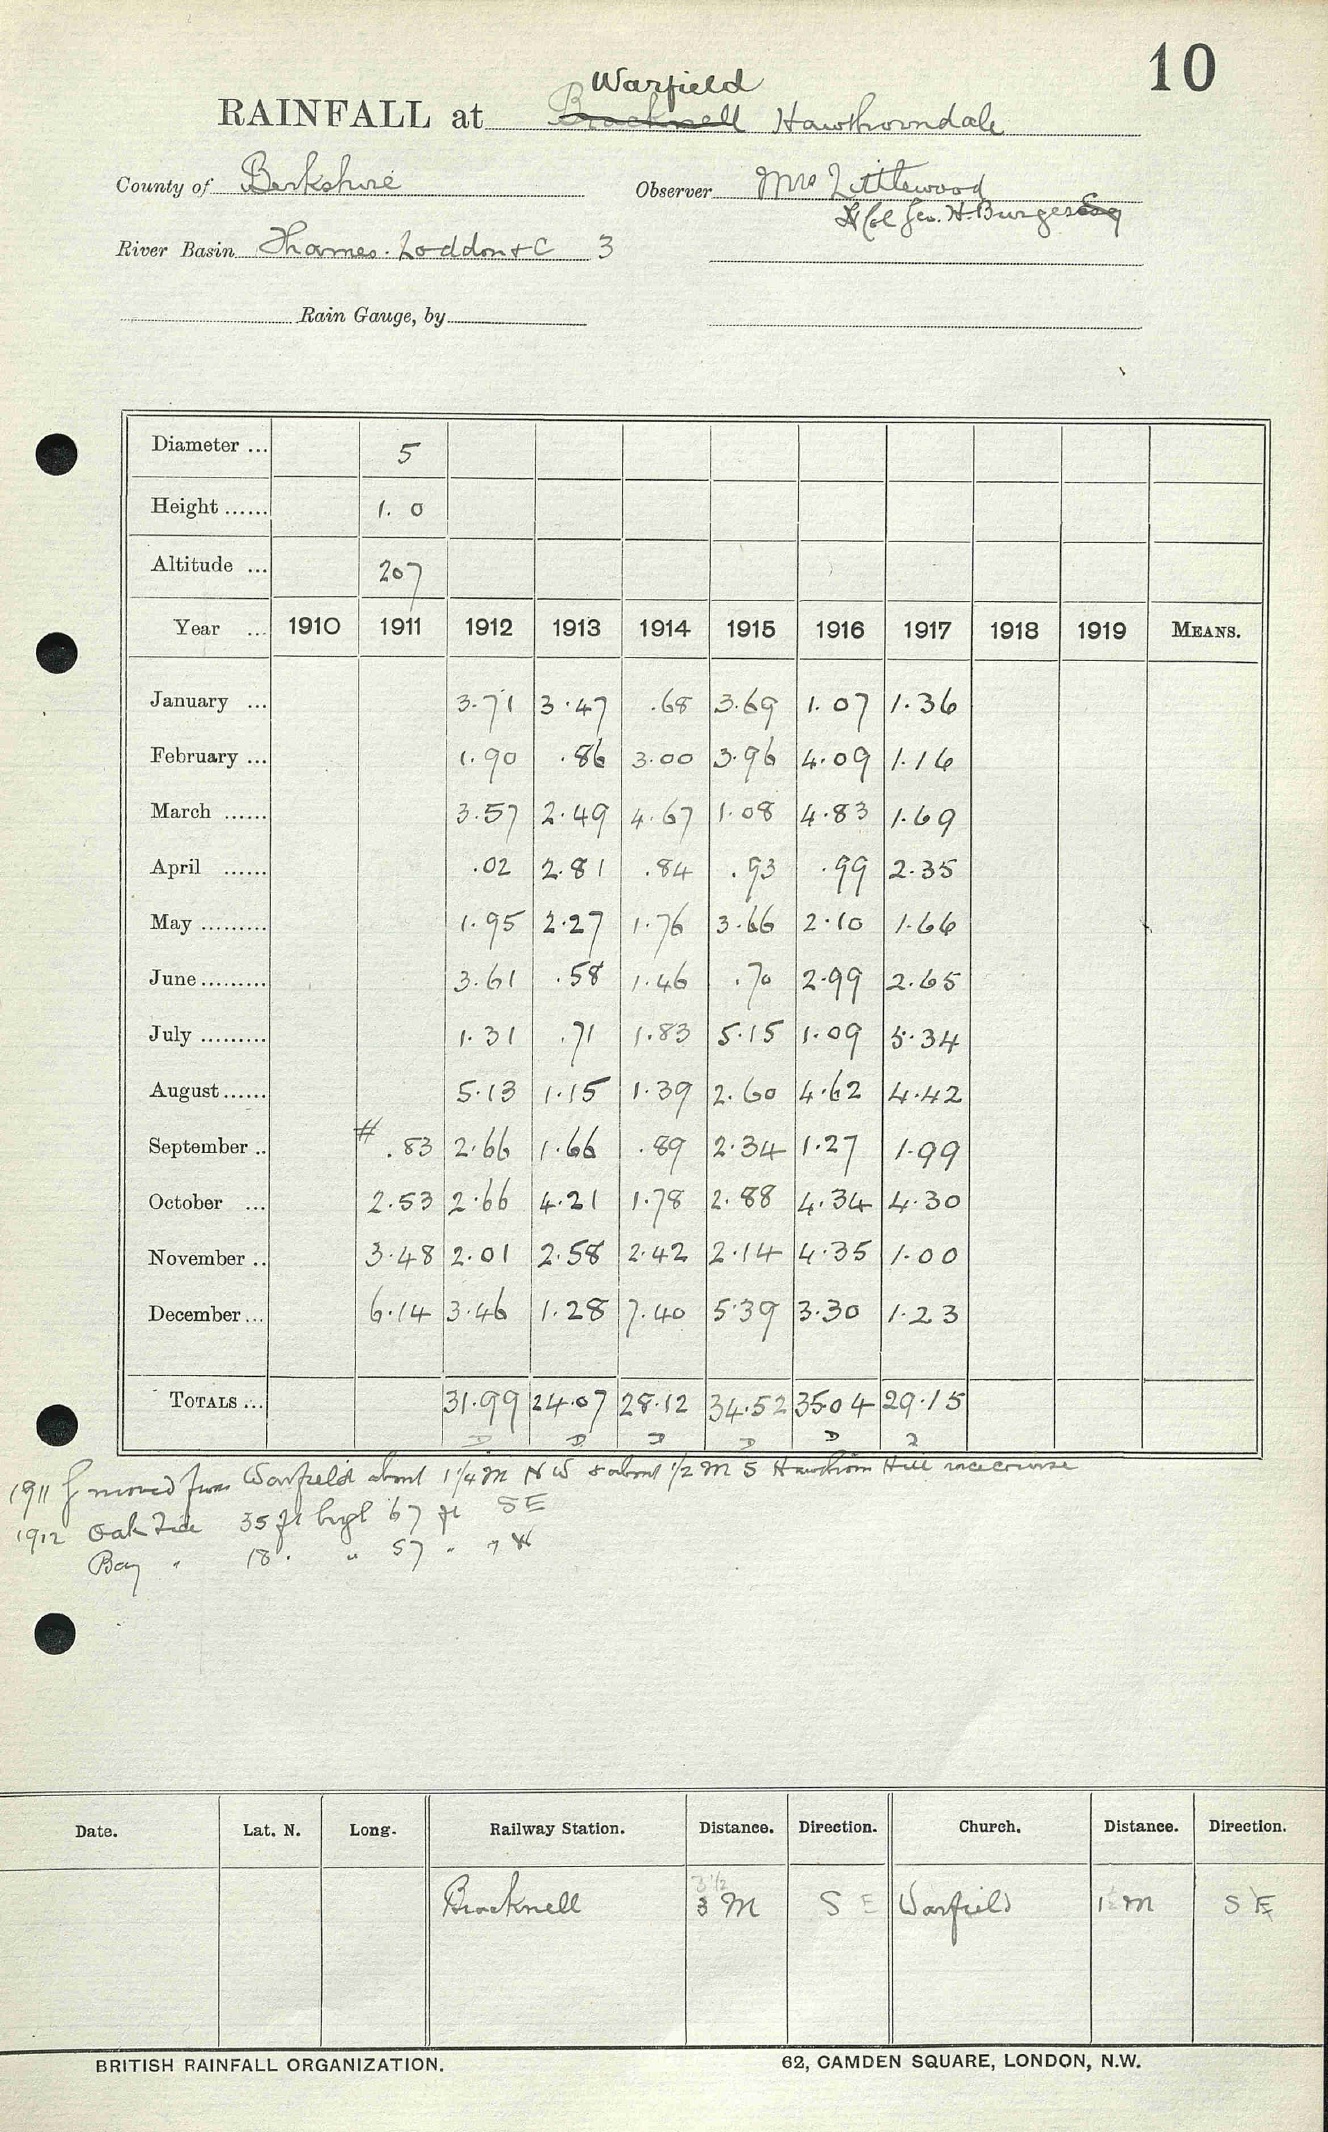 10
Warfield
RAINFALL at Bracknell Hawthorndale
County of Berkshire Observer Mrs Littlewood
Col Geo. H. Burges Esq
River Basin Thames. Loddon & C 3
Rain Gauge, by
Diameter ... 5
Height ...... 1. 0
Altitude ... 207
Year ... 1910 1911 1912 1913 1914 1915 1916 1917 1918 1919 MEANS.
January ... 3.71 3.47 .68 3.69 1.07 1.36
February ... 1.90 .86 3.00 3.96 4.09 1.16
March ...... 3.57 2.49 4.67 1.08 4.83 1.69
April ...... .02 2.81 .84 .93 .99 2.35
May ......... 1.95 2.27 1.76 3.66 2.10 1.66
June ......... 3.61 .58 1.46 .70 2.99 2.65
July ......... 1.31 .71 1.83 5.15 1.09 5.34
August ...... 5.13 1.15 1.39 2.60 4.62 4.42
September .. # .83 2.66 1.66 .89 2.34 1.27 1.99
October ... 2.53 2.66 4.21 1.78 2.88 4.34 4.30
November .. 3.48 2.01 2.58 2.42 2.14 4.35 1.00
December ... 6.14 3.46 1.28 7.40 5.39 3.30 1.23
TOTALS ... 31.99 24.07 28.12 34.52 35.04 29.15
D D D D D
1911 G moved from Warfield about 1 1/4 M NW & about 1/2 M S Hawthorn Hill racecourse
1912 Oak Tree 35 ft high 67 ft SE
Bay " 18 " " 57 " " W
Date. Lat. N. Long. Railway Station. Distance. Direction. Church. Distance. Direction.
3 1/2
Bracknell 3 M S E Warfield M S E
BRITISH RAINFALL ORGANIZATION. 62, CAMDEN SQUARE, LONDON, N.W.